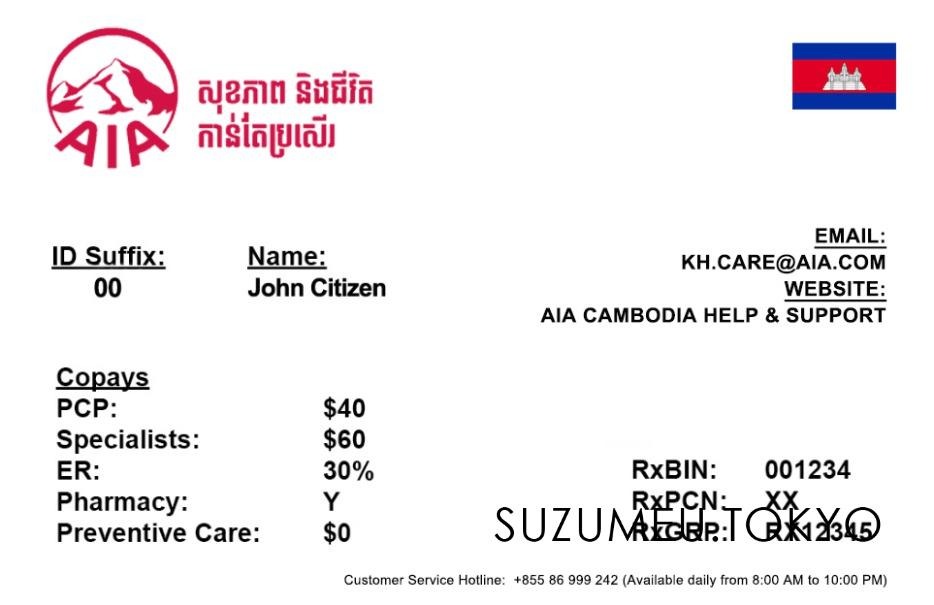 AIA
សុខភាព និងជីវិត
កាន់តែប្រសើរ
ID Suffix:
00
Name:
John Citizen
EMAIL:
KH.CARE@AIA.COM
WEBSITE:
AIA CAMBODIA HELP & SUPPORT
Copays
PCP: $40
Specialists: $60
ER: 30%
Pharmacy: Y
Preventive Care: $0
RxBIN: 001234
RxPCN: XX
RxGRP: RX12345
SUZUMEU.TOKYO
Customer Service Hotline: +855 86 999 242 (Available daily from 8:00 AM to 10:00 PM)